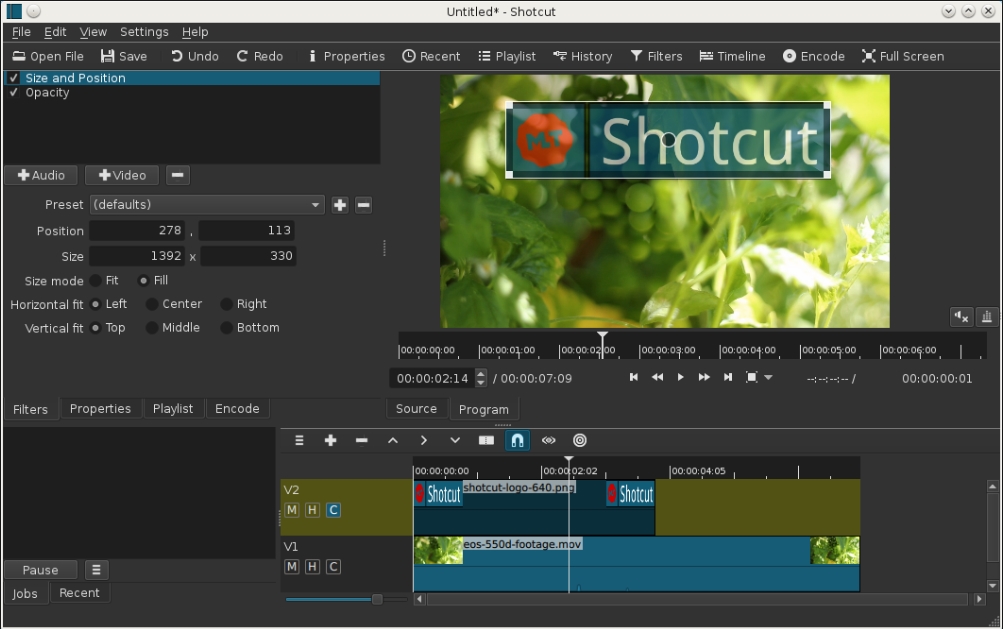 Untitled* - Shotcut
File Edit View Settings Help
Open File Save Undo Redo Properties Recent Playlist History Filters Timeline Encode Full Screen
Size and Position
Opacity
MLT Shotcut
Audio Video
Preset (defaults)
Position 278 , 113
Size 1392 x 330
Size mode Fit Fill
Horizontal fit Left Center Right
Vertical fit Top Middle Bottom
00:00:00:00 00:00:01:00 00:00:02:00 00:00:03:00 00:00:04:00 00:00:05:00 00:00:06:00
00:00:02:14 / 00:00:07:09 --:--:--:-- / 00:00:00:01
Filters Properties Playlist Encode
Source Program
00:00:00:00 00:00:02:02 00:00:04:05
V2
Shotcut shotcut-logo-640.png Shotcut
M H C
V1
eos-550d-footage.mov
M H C
Pause
Jobs Recent